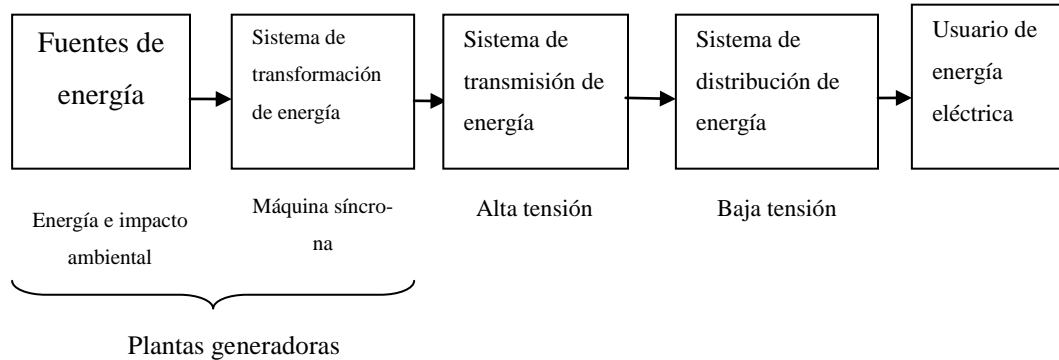 Fuentes de
energía
Sistema de
transformación
de energía
Sistema de
transmisión de
energía
Sistema de
distribución de
energía
Usuario de
energía
eléctrica
Energía e impacto
ambiental
Máquina síncro-
na
Alta tensión
Baja tensión
Plantas generadoras